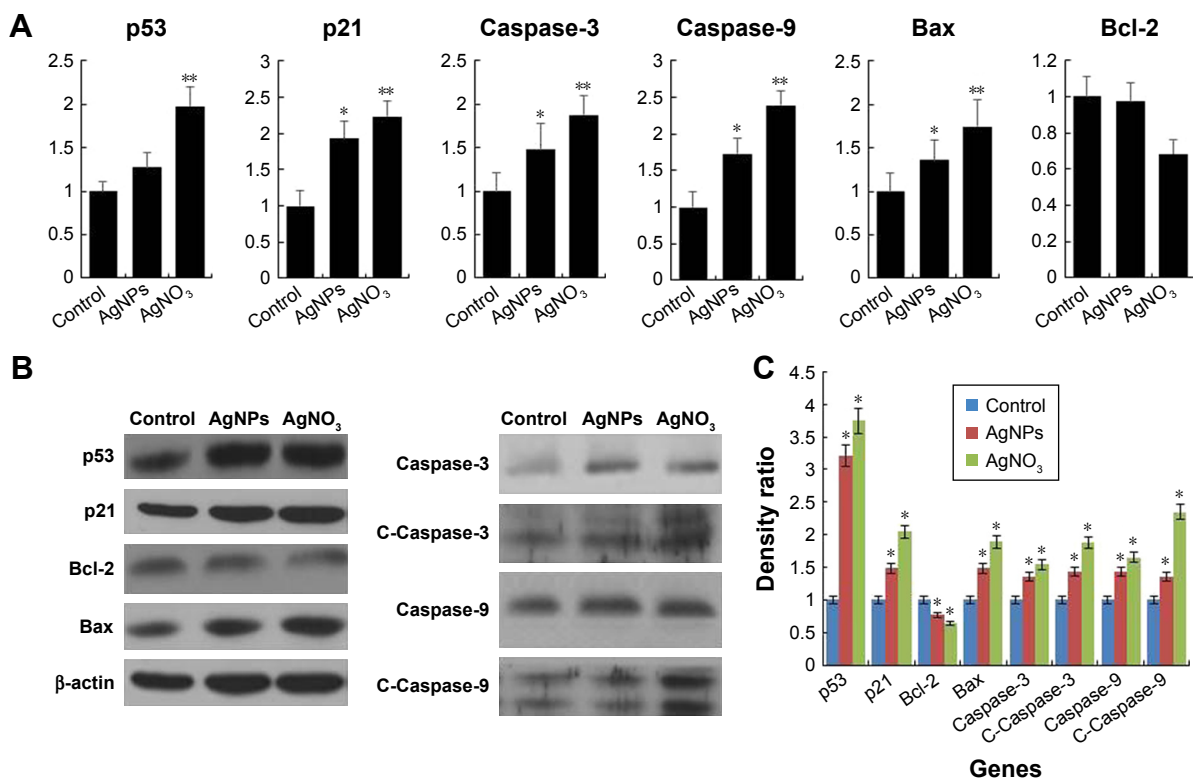 A
p53 p21 Caspase-3 Caspase-9 Bax Bcl-2
2.5 3 2.5 3 2.5 1.2
2 2.5 2 2.5 2 1
1.5 2 1.5 2 1.5 0.8
1 1.5 1 1.5 1 0.6
0.5 1 0.5 1 0.5 0.4
0 0.5 0 0.5 0 0.2
0 0 0
** * ** * ** * ** * **
Control AgNPs AgNO₃ Control AgNPs AgNO₃ Control AgNPs AgNO₃ Control AgNPs AgNO₃ Control AgNPs AgNO₃ Control AgNPs AgNO₃
B
Control AgNPs AgNO₃
p53
p21
Bcl-2
Bax
β-actin
Control AgNPs AgNO₃
Caspase-3
C-Caspase-3
Caspase-9
C-Caspase-9
C
Density ratio
4.5
4
3.5
3
2.5
2
1.5
1
0.5
0
* * * * * * * * * * * * * * * *
Control
AgNPs
AgNO₃
p53 p21 Bcl-2 Bax Caspase-3 C-Caspase-3 Caspase-9 C-Caspase-9
Genes